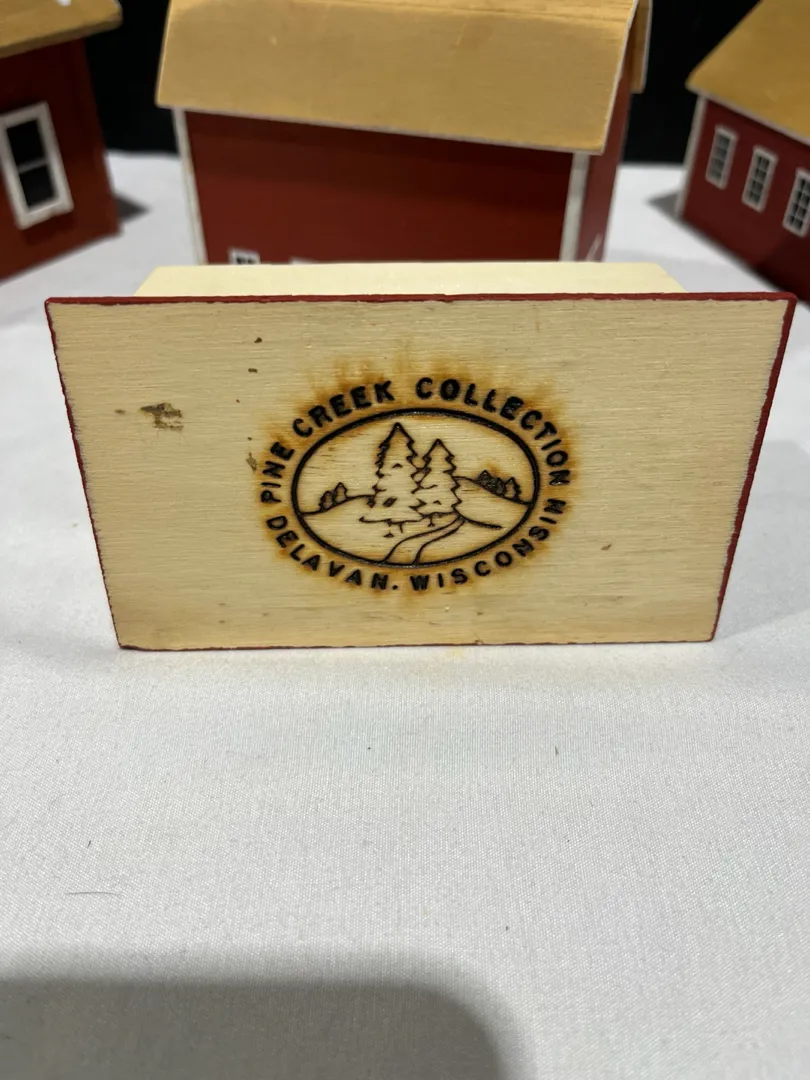 PINE CREEK COLLECTION
DELAVAN. WISCONSIN